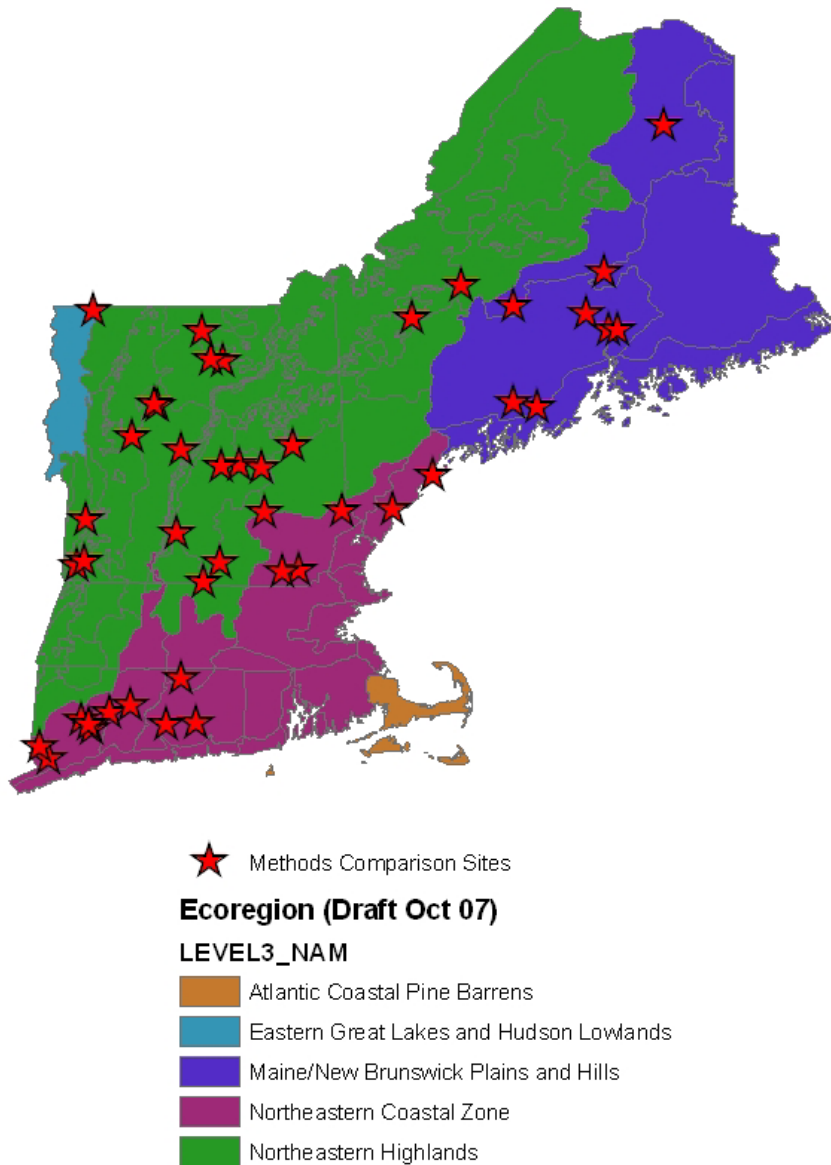 Methods Comparison Sites
Ecoregion (Draft Oct 07)
LEVEL3_NAM
Atlantic Coastal Pine Barrens
Eastern Great Lakes and Hudson Lowlands
Maine/New Brunswick Plains and Hills
Northeastern Coastal Zone
Northeastern Highlands